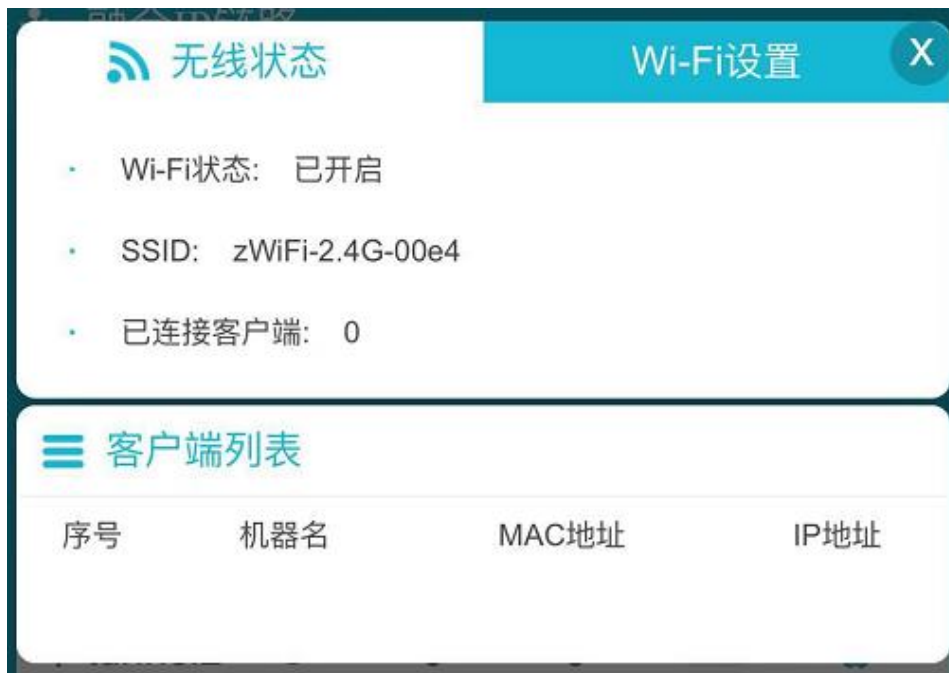 无线状态
Wi-Fi设置
X
· Wi-Fi状态: 已开启
· SSID: zWiFi-2.4G-00e4
· 已连接客户端: 0
客户端列表
序号 机器名 MAC地址 IP地址